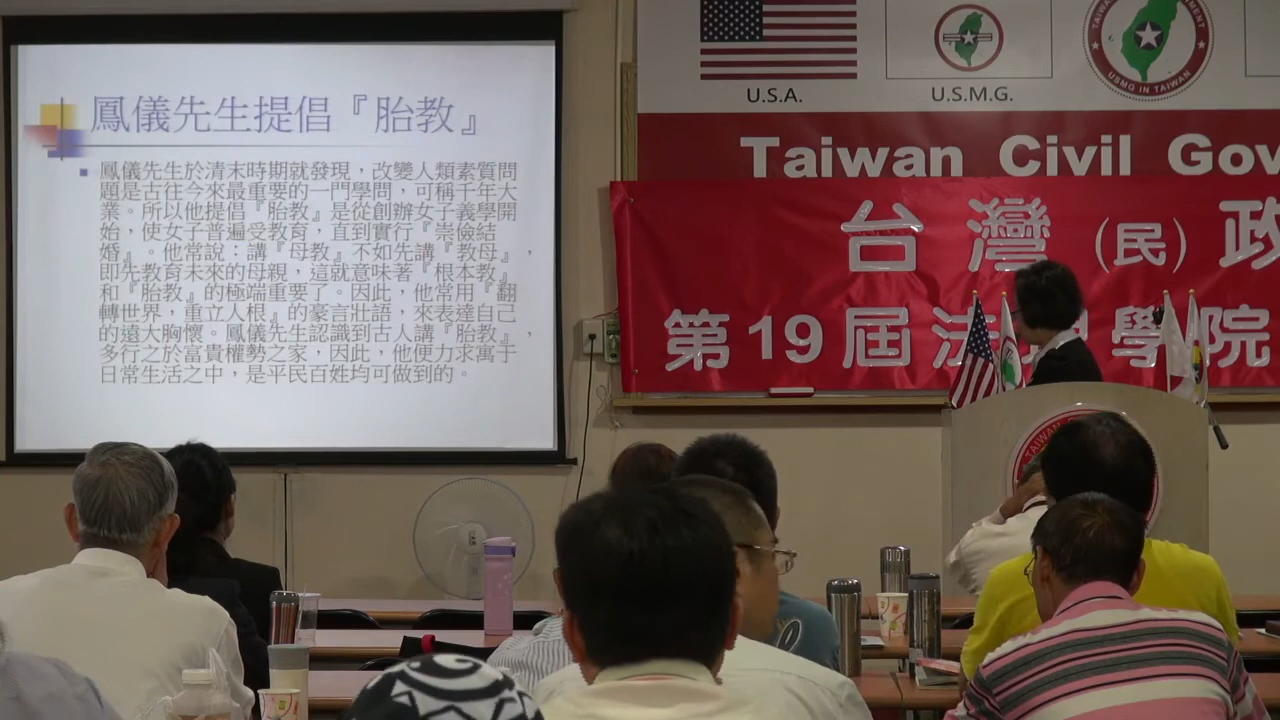 鳳儀先生提倡『胎教』
鳳儀先生於清末時期就發現，改變人類素質問
題是古往今來最重要的一門學問，可稱千年大
業。所以他提倡『胎教』是從創辦女子義學開
始，使女子普遍受教育，直到實行『崇儉結
婚』。他常說：講『母教』不如先講『教母』，
即先教育未來的母親，這就意味著『根本教』
和『胎教』的極端重要了。因此，他常用『翻
轉世界，重立人根』的豪言壯語，來表達自己
的遠大胸懷。鳳儀先生認識到古人講『胎教』，
多行之於富貴權勢之家，因此，他便力求寓于
日常生活之中，是平民百姓均可做到的。
U.S.A.
U.S.M.G.
USMG IN TAIWAN
Taiwan Civil Gov
台灣（民）政
第19屆法理學院
TAIWAN